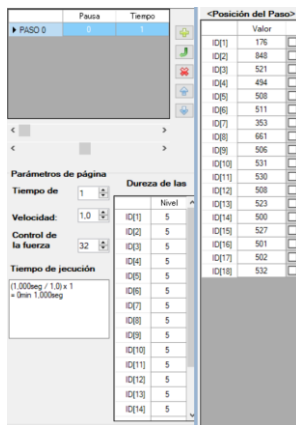 Pausa Tiempo
PASO 0 0 1
Parámetros de página
Tiempo de 1
Velocidad: 1,0
Control de
la fuerza 32
Tiempo de jecución
(1,000seg / 1,0) x 1
= 0min 1,000seg
Dureza de las
Nivel
ID[1] 5
ID[2] 5
ID[3] 5
ID[4] 5
ID[5] 5
ID[6] 5
ID[7] 5
ID[8] 5
ID[9] 5
ID[10] 5
ID[11] 5
ID[12] 5
ID[13] 5
ID[14] 5
<Posición del Paso>
Valor
ID[1] 176
ID[2] 848
ID[3] 521
ID[4] 494
ID[5] 508
ID[6] 511
ID[7] 353
ID[8] 661
ID[9] 506
ID[10] 531
ID[11] 530
ID[12] 508
ID[13] 523
ID[14] 500
ID[15] 527
ID[16] 501
ID[17] 502
ID[18] 532